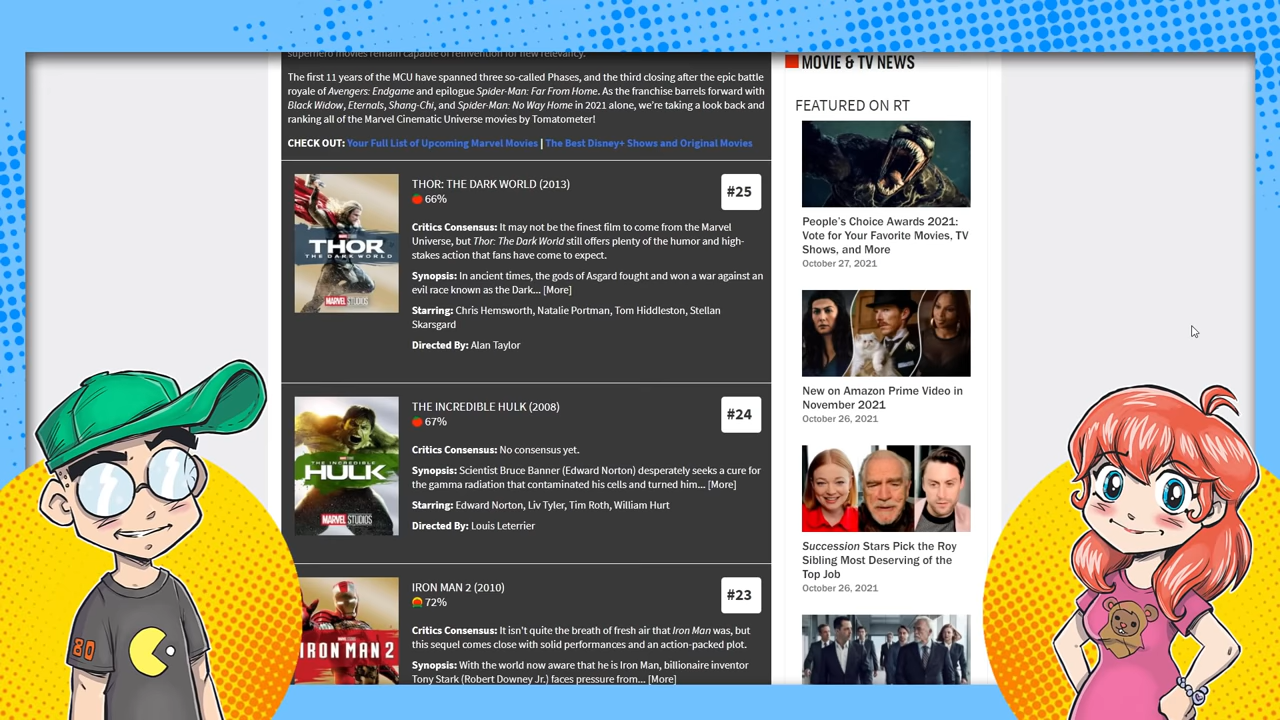 superhero movies remain capable of reinvention for new relevancy.
The first 11 years of the MCU have spanned three so-called Phases, and the third closing after the epic battle
royale of Avengers: Endgame and epilogue Spider-Man: Far From Home. As the franchise barrels forward with
Black Widow, Eternals, Shang-Chi, and Spider-Man: No Way Home in 2021 alone, we're taking a look back and
ranking all of the Marvel Cinematic Universe movies by Tomatometer!
CHECK OUT: Your Full List of Upcoming Marvel Movies | The Best Disney+ Shows and Original Movies
THOR
THE DARK WORLD
MARVEL STUDIOS
THOR: THE DARK WORLD (2013)
66%
#25
Critics Consensus: It may not be the finest film to come from the Marvel
Universe, but Thor: The Dark World still offers plenty of the humor and high-
stakes action that fans have come to expect.
Synopsis: In ancient times, the gods of Asgard fought and won a war against an
evil race known as the Dark... [More]
Starring: Chris Hemsworth, Natalie Portman, Tom Hiddleston, Stellan
Skarsgard
Directed By: Alan Taylor
THE INCREDIBLE
HULK
MARVEL STUDIOS
THE INCREDIBLE HULK (2008)
67%
#24
Critics Consensus: No consensus yet.
Synopsis: Scientist Bruce Banner (Edward Norton) desperately seeks a cure for
the gamma radiation that contaminated his cells and turned him... [More]
Starring: Edward Norton, Liv Tyler, Tim Roth, William Hurt
Directed By: Louis Leterrier
IRON MAN 2
IRON MAN 2 (2010)
72%
#23
Critics Consensus: It isn't quite the breath of fresh air that Iron Man was, but
this sequel comes close with solid performances and an action-packed plot.
Synopsis: With the world now aware that he is Iron Man, billionaire inventor
Tony Stark (Robert Downey Jr.) faces pressure from... [More]
MOVIE & TV NEWS
FEATURED ON RT
People's Choice Awards 2021:
Vote for Your Favorite Movies, TV
Shows, and More
October 27, 2021
New on Amazon Prime Video in
November 2021
October 26, 2021
Succession Stars Pick the Roy
Sibling Most Deserving of the
Top Job
October 26, 2021
80